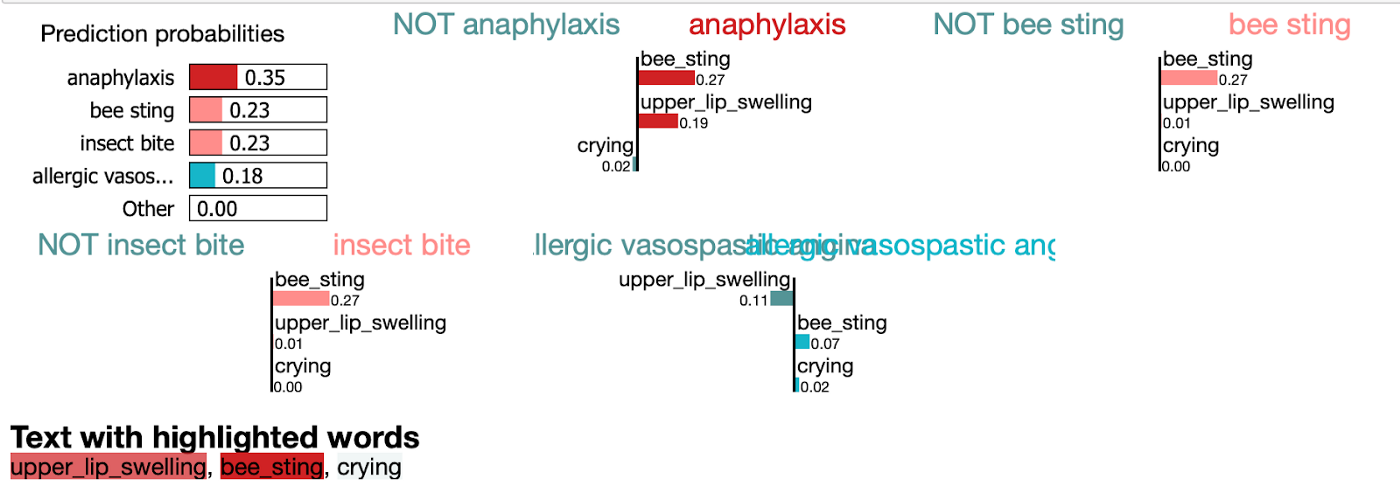 Prediction probabilities
anaphylaxis 0.35
bee sting 0.23
insect bite 0.23
allergic vasos... 0.18
Other 0.00
NOT anaphylaxis anaphylaxis
bee_sting
0.27
upper_lip_swelling
0.19
crying
0.02
NOT bee sting bee sting
bee_sting
0.27
upper_lip_swelling
0.01
crying
0.00
NOT insect bite insect bite
bee_sting
0.27
upper_lip_swelling
0.01
crying
0.00
llergic vasospastic angina allergic vasospastic ang
upper_lip_swelling
0.11
bee_sting
0.07
crying
0.02
Text with highlighted words
upper_lip_swelling, bee_sting, crying